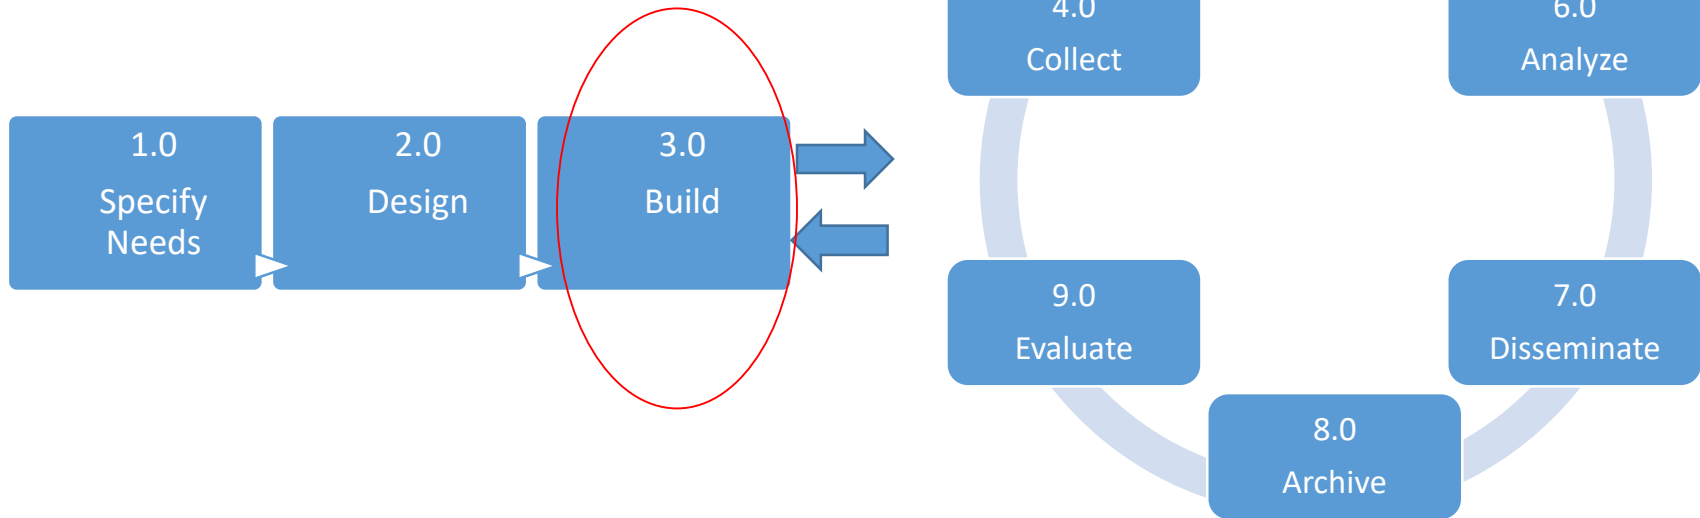 1.0
Specify
Needs
2.0
Design
3.0
Build
4.0
Collect
6.0
Analyze
7.0
Disseminate
8.0
Archive
9.0
Evaluate